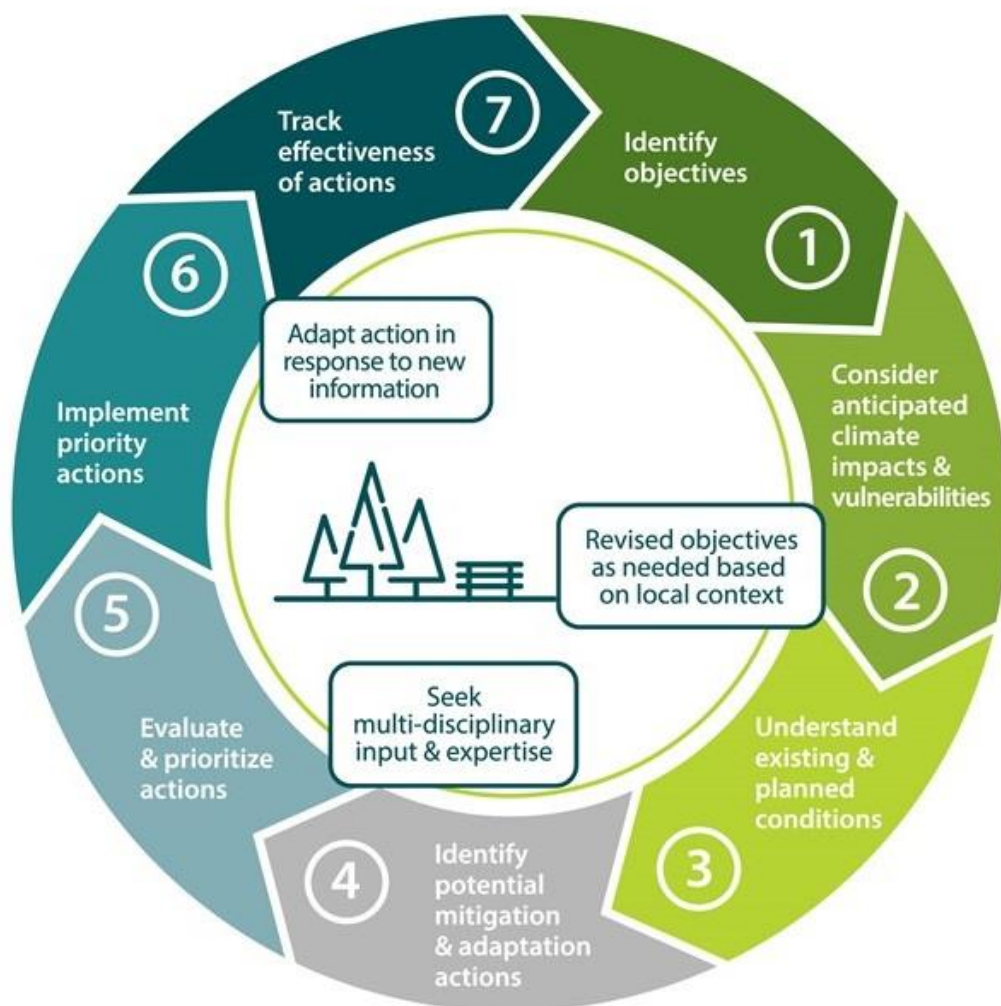 Identify
objectives
1
Consider
anticipated
climate
impacts &
vulnerabilities
2
Understand
existing &
planned
conditions
3
Identify
potential
mitigation
& adaptation
actions
4
Evaluate
& prioritize
actions
5
Implement
priority
actions
6
Track
effectiveness
of actions
7
Adapt action in
response to new
information
Revised objectives
as needed based
on local context
Seek
multi-disciplinary
input & expertise